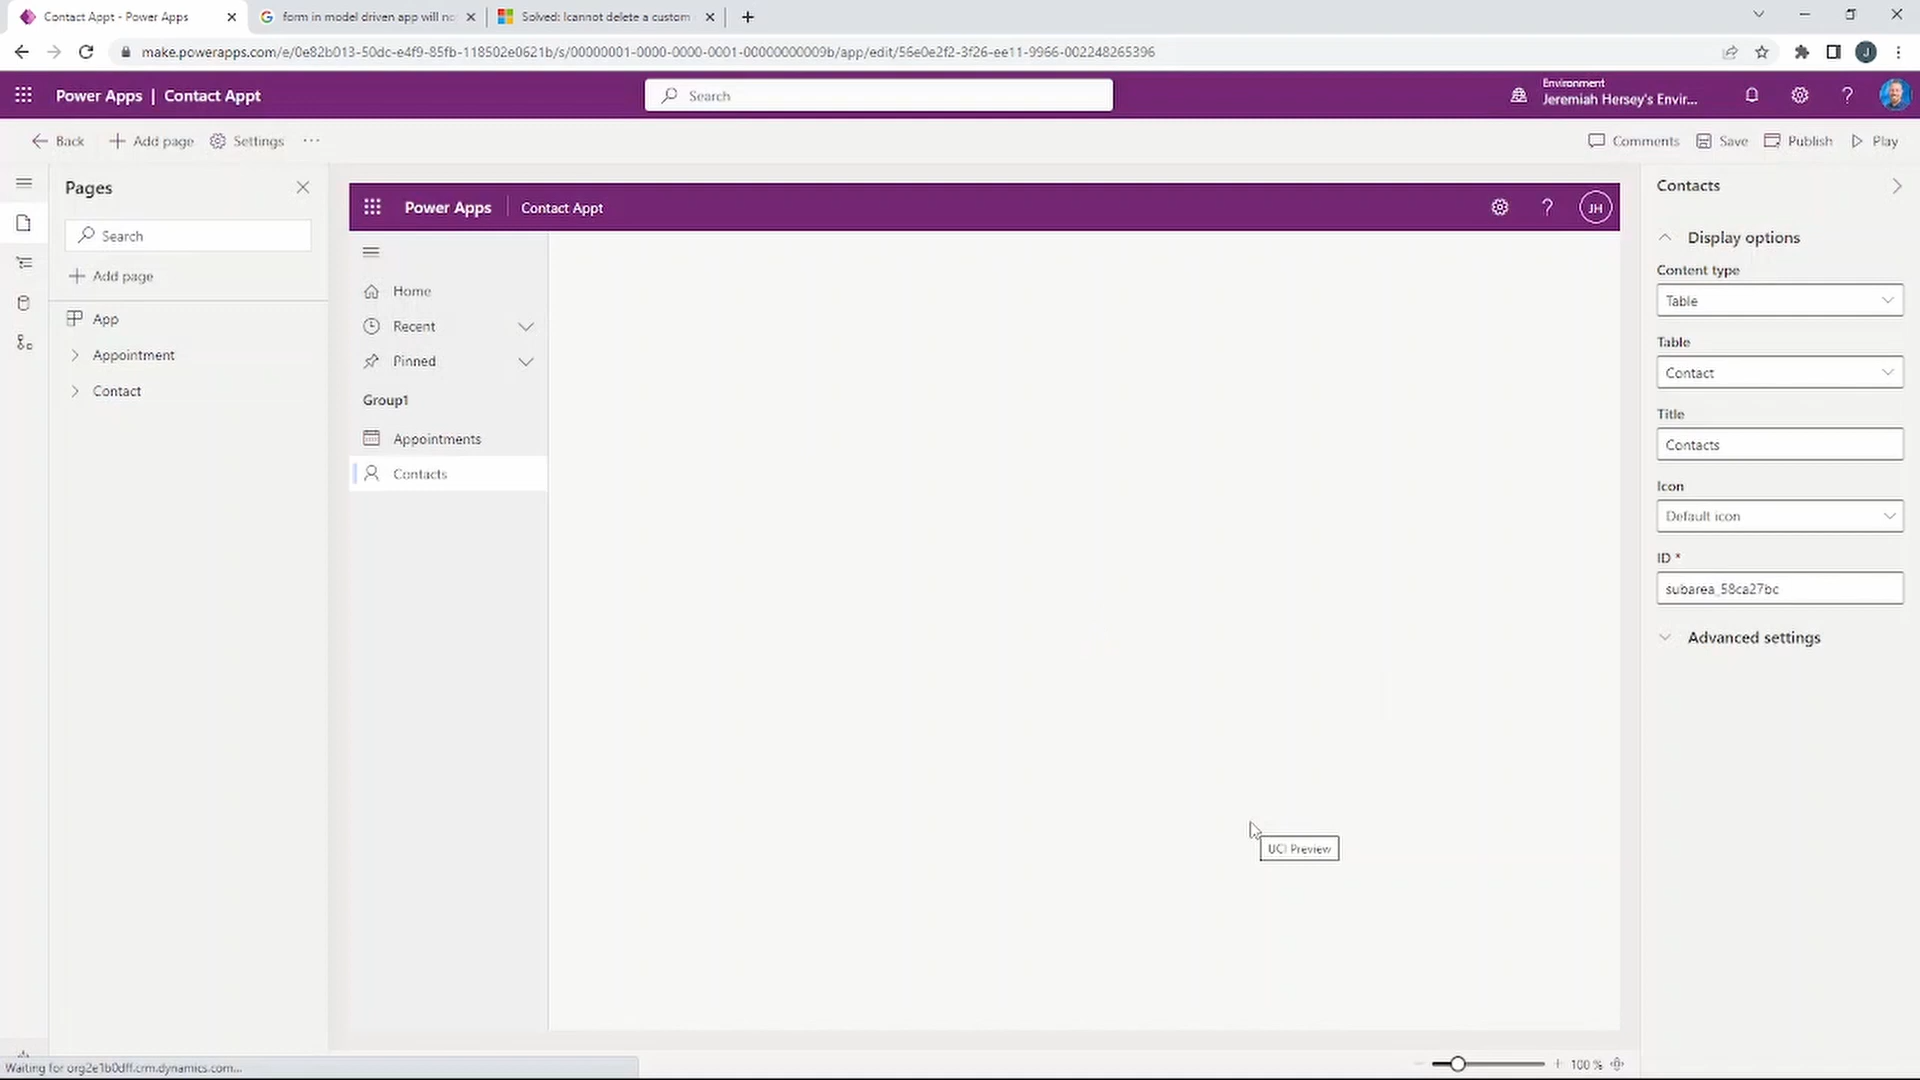 Contact Appt - Power Apps
form in model driven app will no
Solved: Icannot delete a custom
make.powerapps.com/e/0e82b013-50dc-e4f9-85fb-118502e0621b/s/00000001-0000-0000-0001-00000000009b/app/edit/56e0e2f2-3f26-ee11-9966-002248265396
J
Power Apps | Contact Appt
Search
Environment
Jeremiah Hersey's Envir...
?
Back
Add page
Settings
...
Comments
Save
Publish
Play
Pages
Search
Add page
App
Appointment
Contact
Power Apps
Contact Appt
?
JH
Home
Recent
Pinned
Group1
Appointments
Contacts
UCI Preview
Contacts
Display options
Content type
Table
Table
Contact
Title
Contacts
Icon
Default icon
ID *
subarea_58ca27bc
Advanced settings
Waiting for org2e1b0dff.crm.dynamics.com...
100 %